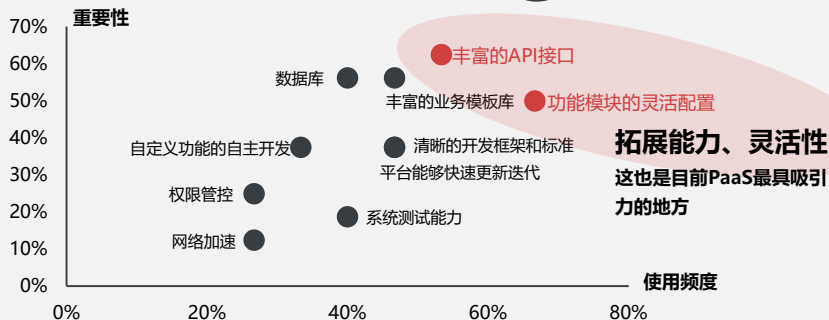 重要性
70%
60%
丰富的API接口
数据库
50%
丰富的业务模板库
功能模块的灵活配置
40%
自定义功能的自主开发
清晰的开发框架和标准
拓展能力、灵活性
30%
平台能够快速更新迭代
这也是目前PaaS最具吸引
力的地方
权限管控
20%
系统测试能力
网络加速
10%
0%
使用频度
0%
20%
40%
60%
80%